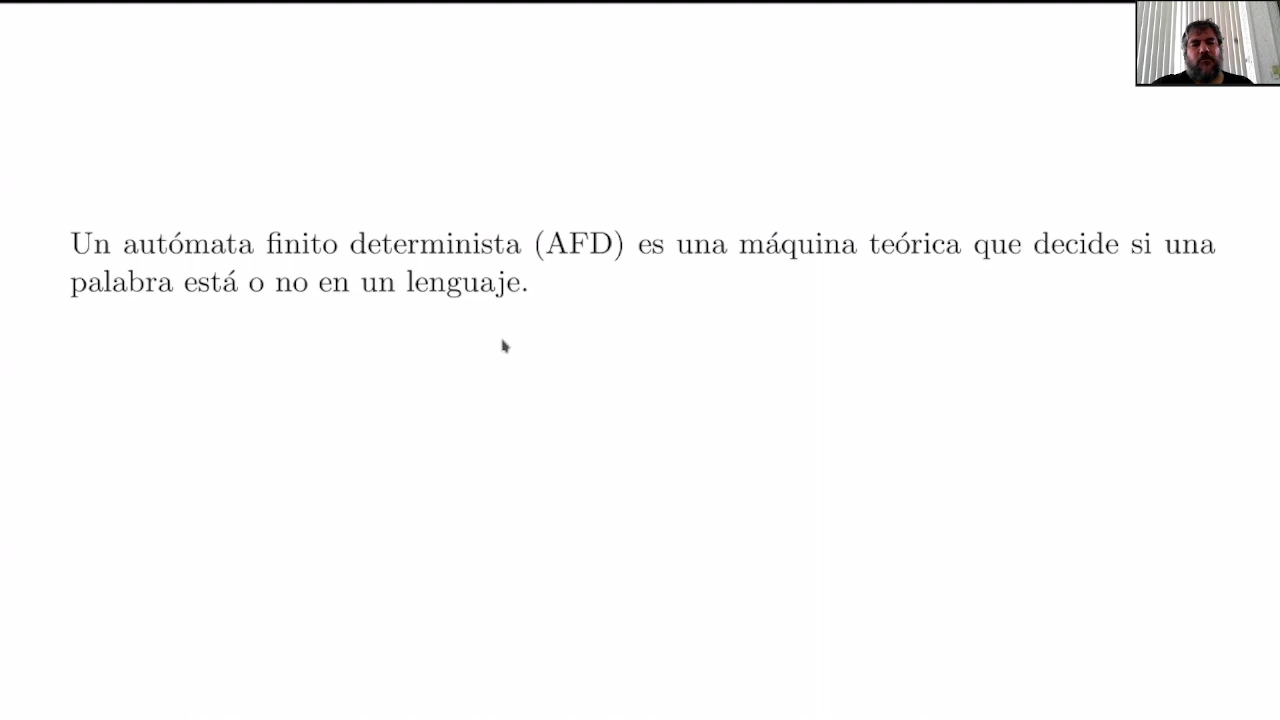 Un autómata finito determinista (AFD) es una máquina teórica que decide si una
palabra está o no en un lenguaje.